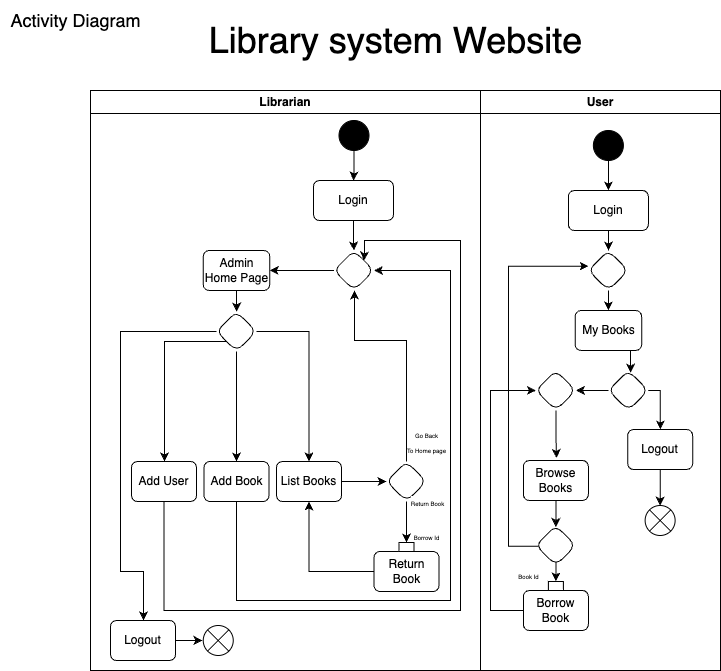 Activity Diagram
Library system Website
Librarian
User
Login
Login
Admin
Home Page
My Books
Go Back
To Home page
Logout
Add User
Add Book
List Books
Browse
Books
Return Book
Borrow Id
Return
Book
Book Id
Borrow
Book
Logout